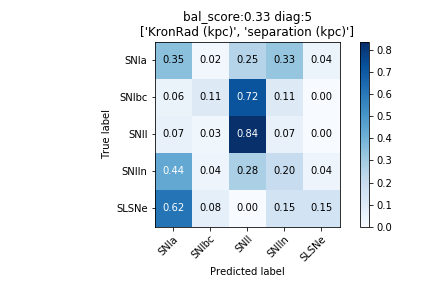 bal_score:0.33 diag:5
['KronRad (kpc)', 'separation (kpc)']
True label
SNIa 0.35 0.02 0.25 0.33 0.04
SNIbc 0.06 0.11 0.72 0.11 0.00
SNII 0.07 0.03 0.84 0.07 0.00
SNIIn 0.44 0.04 0.28 0.20 0.04
SLSNe 0.62 0.08 0.00 0.15 0.15
SNIa SNIbc SNII SNIIn SLSNe
Predicted label
0.8
0.7
0.6
0.5
0.4
0.3
0.2
0.1
0.0